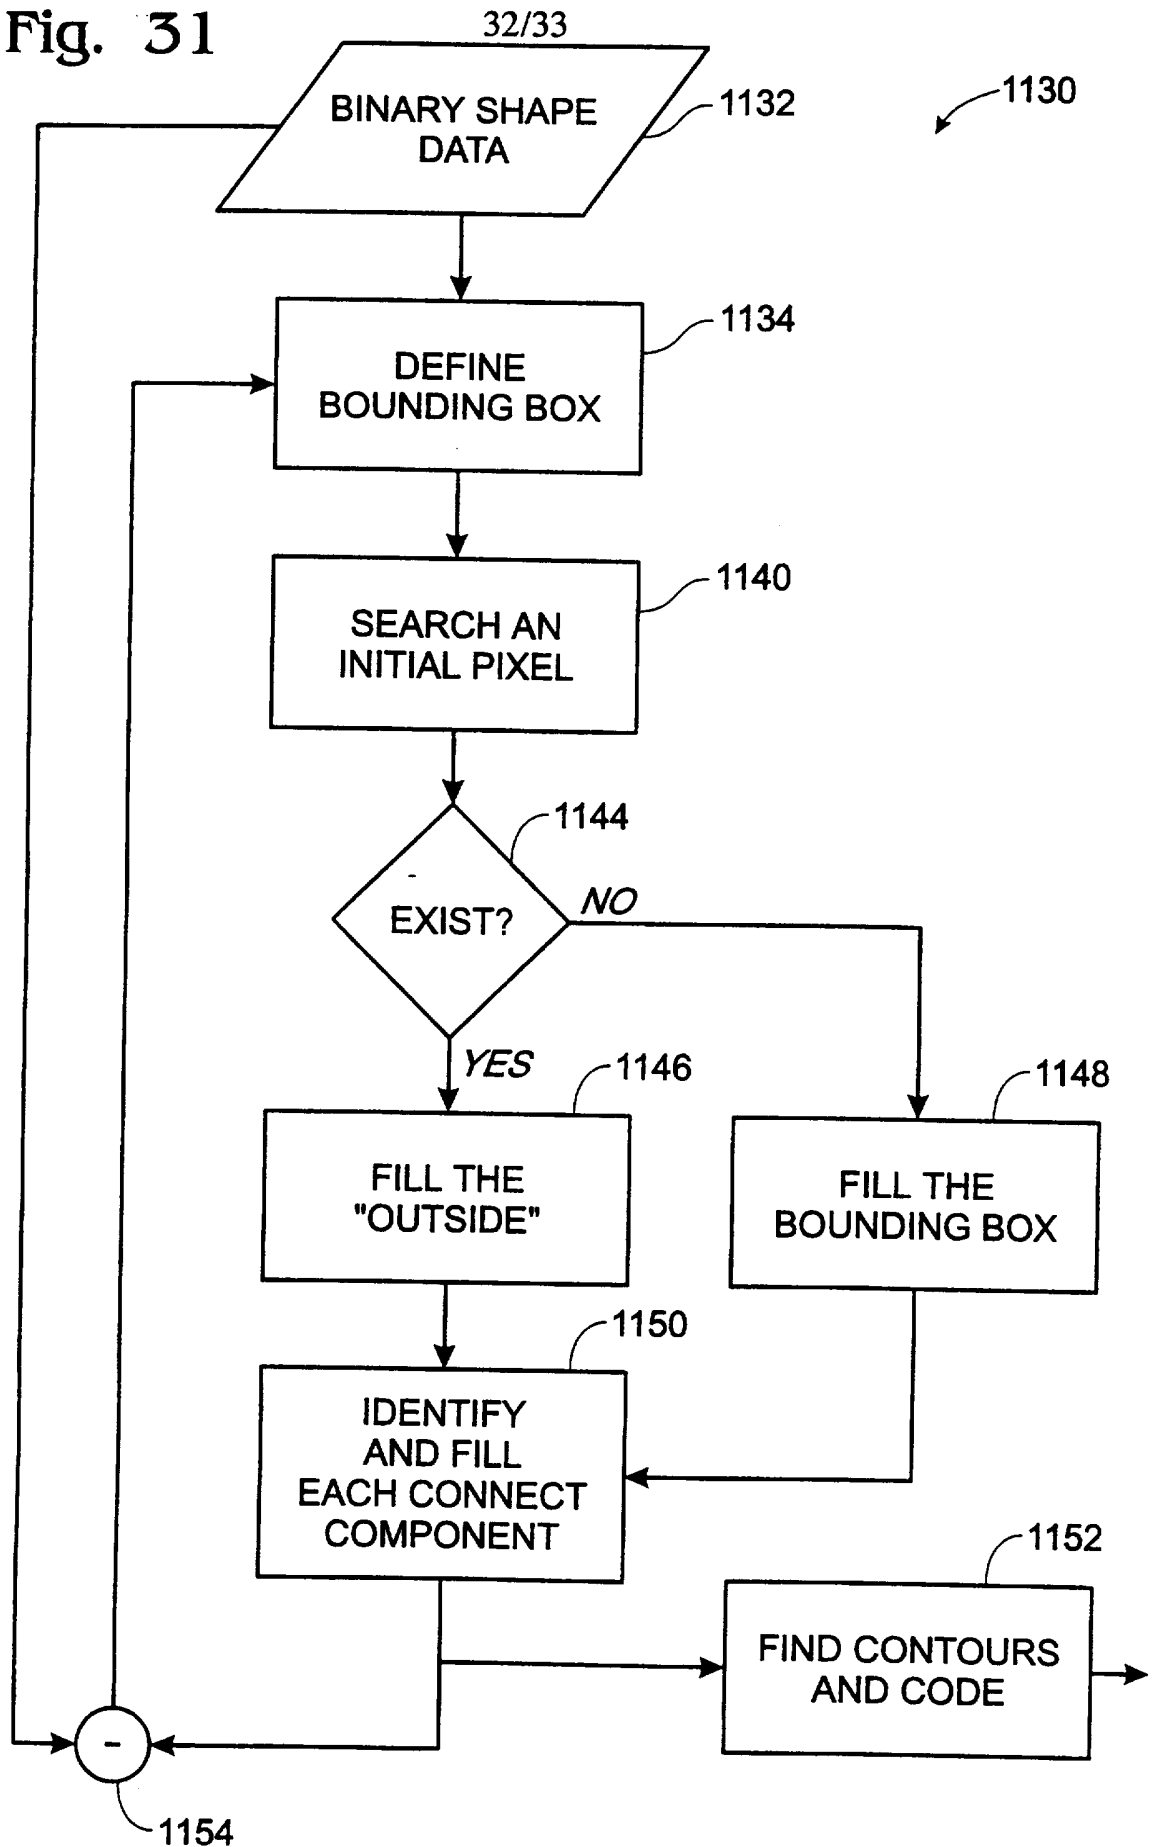 Fig. 31
32/33
BINARY SHAPE
DATA
1132
1130
DEFINE
BOUNDING BOX
1134
SEARCH AN
INITIAL PIXEL
1140
EXIST?
1144
NO
YES
FILL THE
"OUTSIDE"
1146
FILL THE
BOUNDING BOX
1148
IDENTIFY
AND FILL
EACH CONNECT
COMPONENT
1150
FIND CONTOURS
AND CODE
1152
-
1154